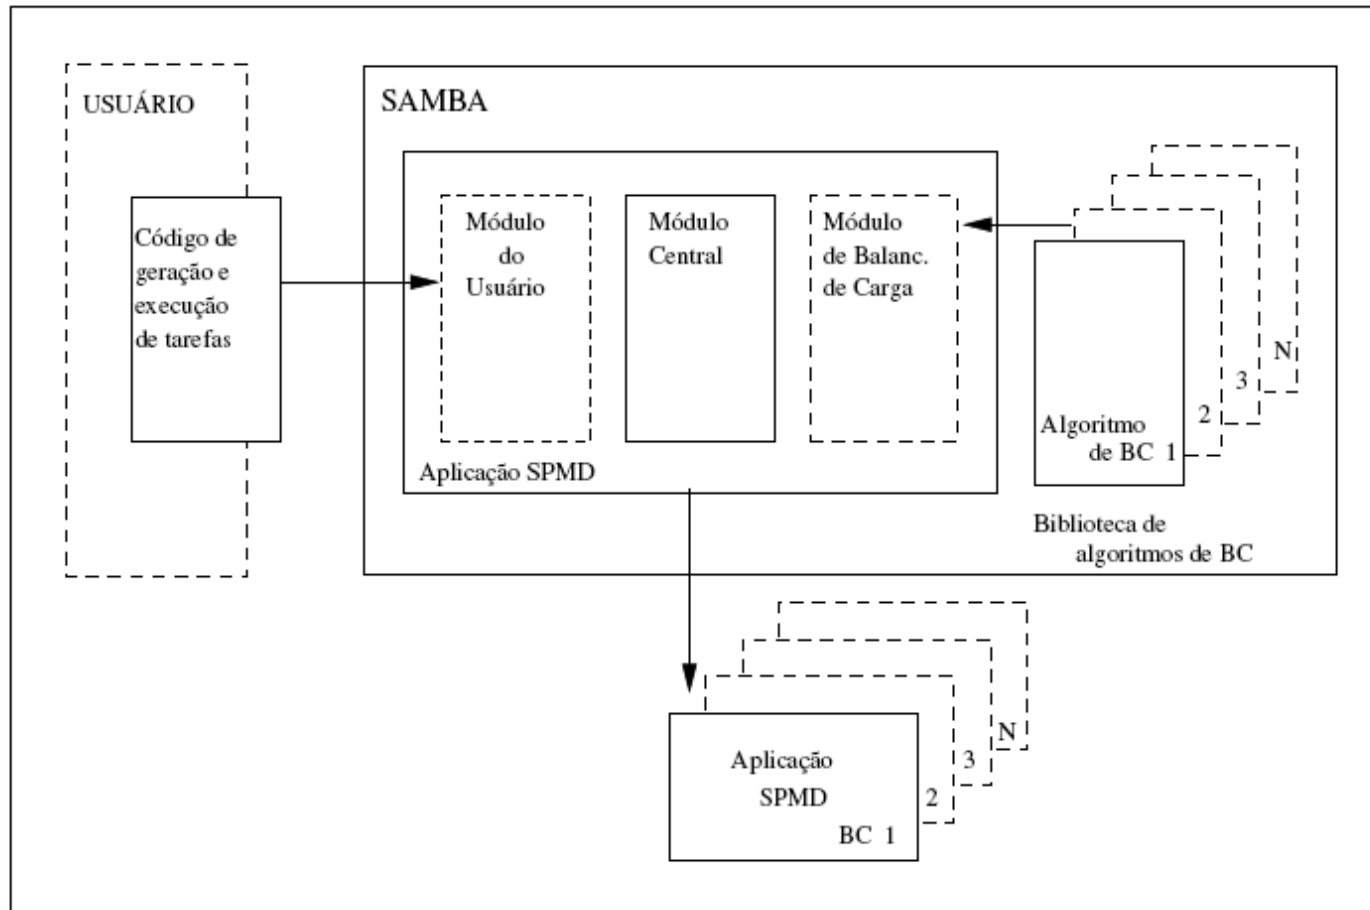 USUÁRIO
SAMBA
Código de
geração e
execução
de tarefas
Módulo
do
Usuário
Módulo
Central
Módulo
de Balanc.
de Carga
Aplicação SPMD
Algoritmo
de BC 1
2
3
N
Biblioteca de
algoritmos de BC
Aplicação
SPMD
BC 1
2
3
N